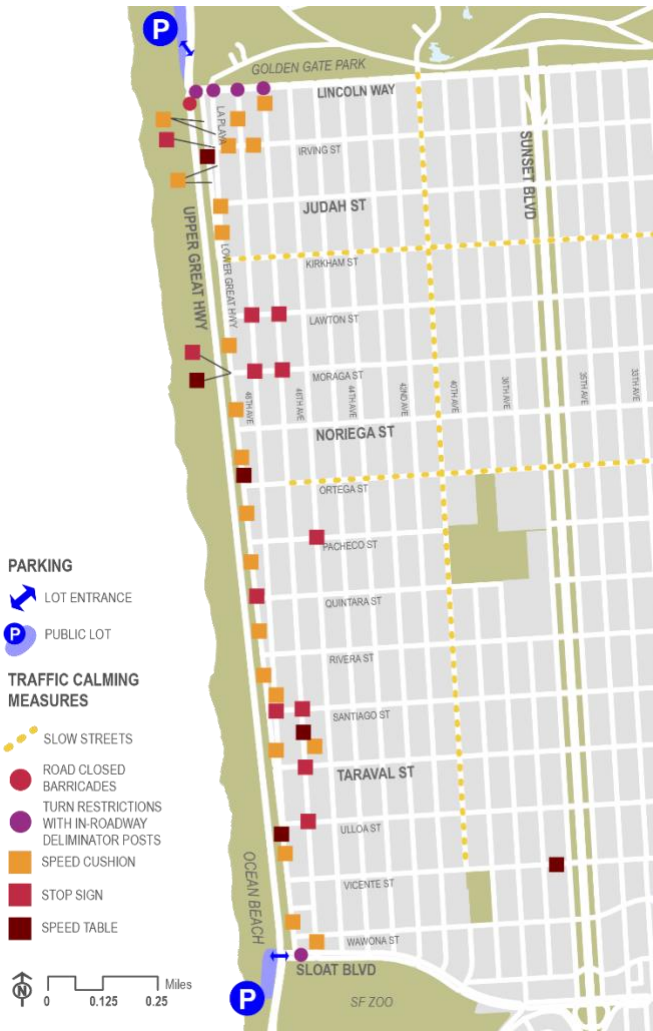 P
GOLDEN GATE PARK
LINCOLN WAY
LA PLAYA
IRVING ST
SUNSET BLVD
JUDAH ST
UPPER GREAT HWY
LOWER GREAT HWY
KIRKHAM ST
LAWTON ST
MORAGA ST
48TH AVE
46TH AVE
44TH AVE
42ND AVE
40TH AVE
38TH AVE
35TH AVE
33TH AVE
NORIEGA ST
ORTEGA ST
PACHECO ST
QUINTARA ST
RIVERA ST
SANTIAGO ST
TARAVAL ST
ULLOA ST
VICENTE ST
OCEAN BEACH
WAWONA ST
SLOAT BLVD
P
SF ZOO
PARKING
LOT ENTRANCE
P
PUBLIC LOT
TRAFFIC CALMING
MEASURES
SLOW STREETS
ROAD CLOSED
BARRICADES
TURN RESTRICTIONS
WITH IN-ROADWAY
DELIMINATOR POSTS
SPEED CUSHION
STOP SIGN
SPEED TABLE
N
Miles
0 0.125 0.25